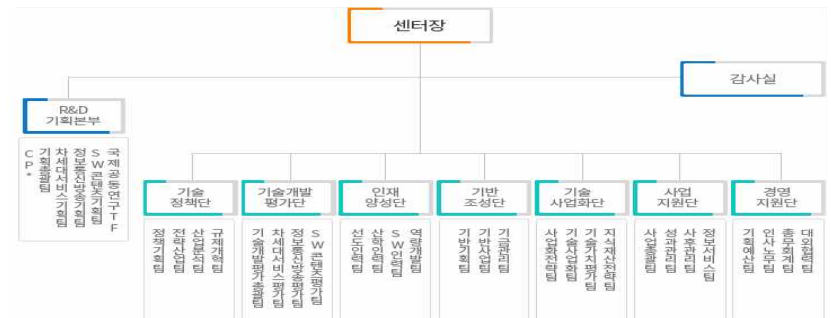 센터장
감사실
R&D
기획본부
CP*
기획총괄팀
차세대서비스기획팀
정보통신방송기획팀
SW콘텐츠기획팀
국제공동연구TF
기술
정책단
정책기획팀
전략산업팀
산업분석팀
규제개혁팀
기술개발
평가단
기술개발평가총괄팀
차세대서비스평가팀
정보통신방송평가팀
SW콘텐츠평가팀
인재
양성단
선도인력팀
산학인력팀
SW인력팀
역량개발팀
기반
조성단
기반기획팀
기반사업팀
기금관리팀
기술
사업화단
사업화전략팀
기술사업화팀
기술가치평가팀
지식재산전략팀
사업
지원단
사업총괄팀
성과관리팀
사후관리팀
정보서비스팀
경영
지원단
기획예산팀
인사노무팀
총무회계팀
대외협력팀